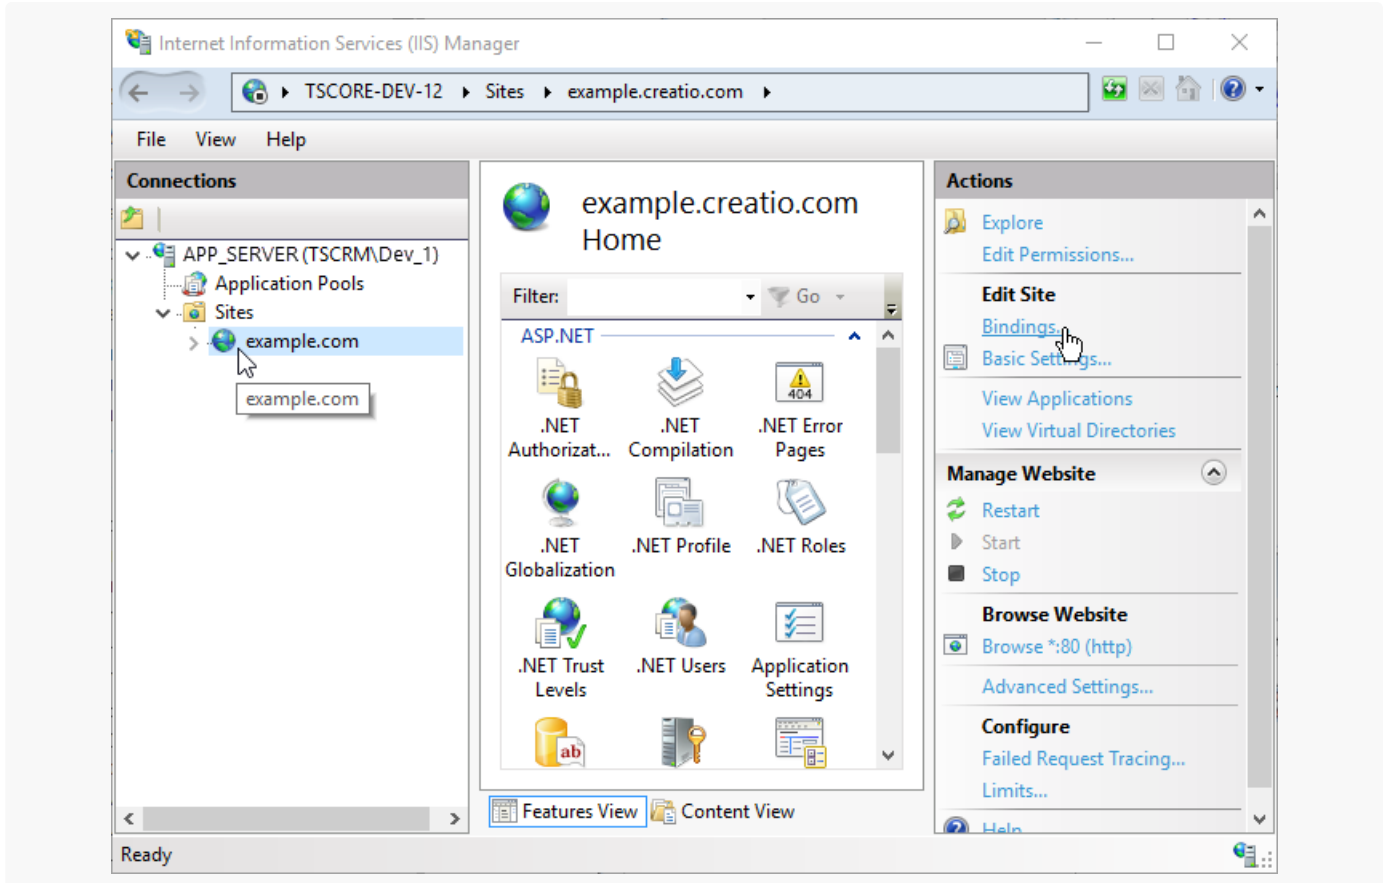 Internet Information Services (IIS) Manager
TSCORE-DEV-12 Sites example.creatio.com
File View Help
Connections
APP_SERVER (TSCRM\Dev_1)
Application Pools
Sites
example.com
example.com
example.creatio.com
Home
Filter: Go
ASP.NET
.NET
Authorizat...
.NET
Compilation
.NET Error
Pages
404
.NET
Globalization
.NET Profile
.NET Roles
.NET Trust
Levels
.NET Users
Application
Settings
ab
Features View Content View
Actions
Explore
Edit Permissions...
Edit Site
Bindings...
Basic Settings...
View Applications
View Virtual Directories
Manage Website
Restart
Start
Stop
Browse Website
Browse *:80 (http)
Advanced Settings...
Configure
Failed Request Tracing...
Limits...
Help
Ready